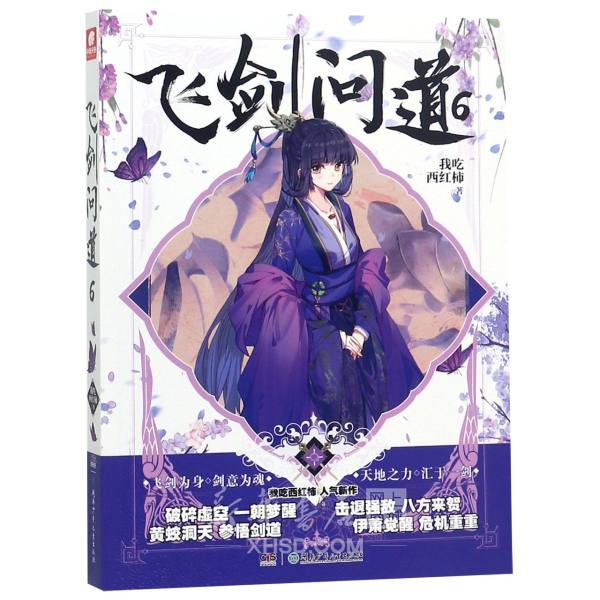 飞剑问道6
我吃
西红柿 著
飞剑问道 6
飞剑为身 剑意为魂
天地之力 汇于一剑
我吃西红柿 人气新作
破碎虚空 一朝梦醒
黄蛟洞天 参悟剑道
击退强敌 八方来贺
伊萧觉醒 危机重重
XHSD.COM